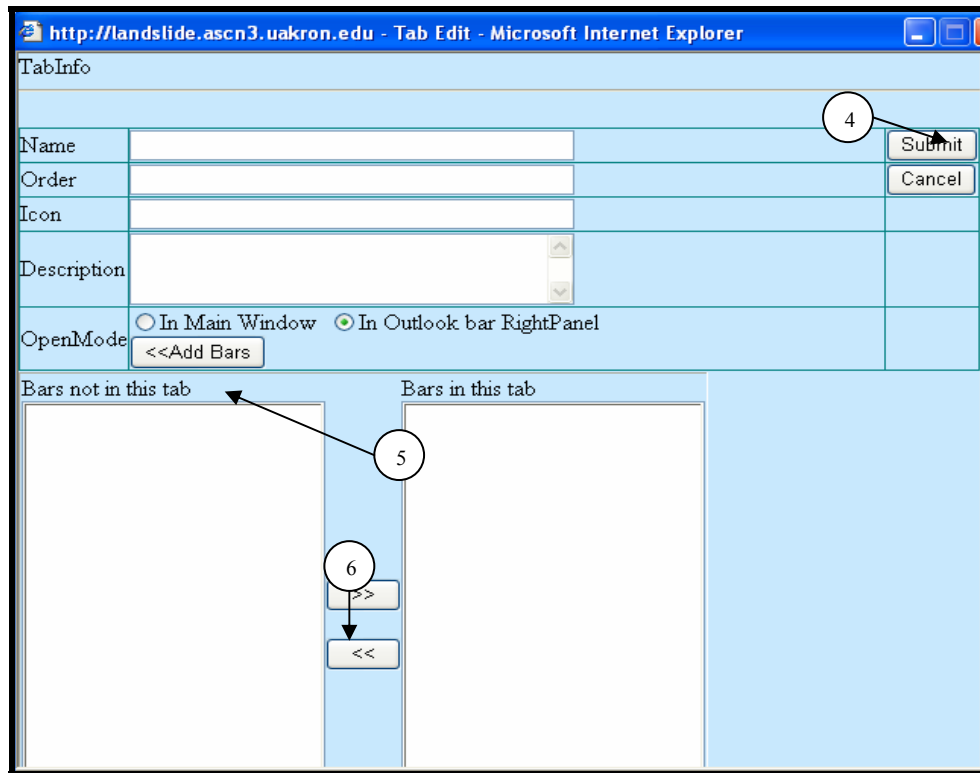 http://landslide.ascn3.uakron.edu - Tab Edit - Microsoft Internet Explorer
TabInfo
4
Name
Submit
Order
Cancel
Icon
Description
OpenMode
In Main Window In Outlook bar RightPanel
<<Add Bars
Bars not in this tab
Bars in this tab
5
6
>>
<<